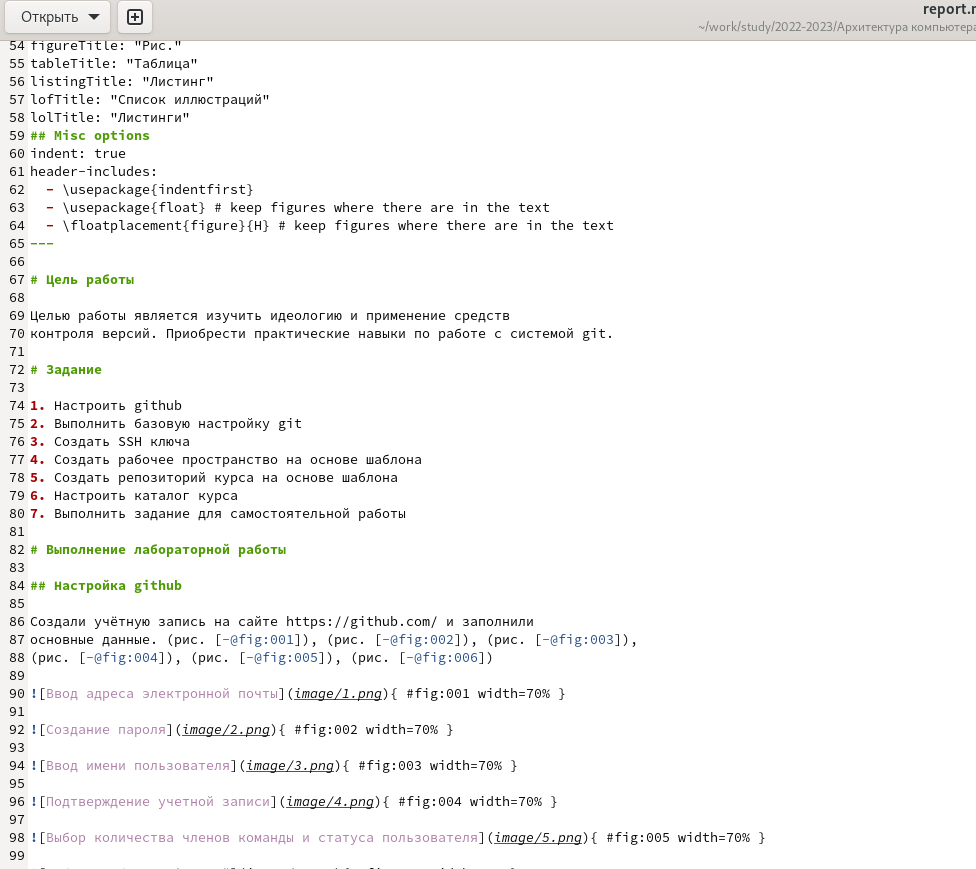 Открыть
report.r
~/work/study/2022-2023/Архитектура компьютера
54 figureTitle: "Рис."
55 tableTitle: "Таблица"
56 listingTitle: "Листинг"
57 lofTitle: "Список иллюстраций"
58 lolTitle: "Листинги"
59 ## Misc options
60 indent: true
61 header-includes:
62   - \usepackage{indentfirst}
63   - \usepackage{float} # keep figures where there are in the text
64   - \floatplacement{figure}{H} # keep figures where there are in the text
65 ---
66
67 # Цель работы
68
69 Целью работы является изучить идеологию и применение средств
70 контроля версий. Приобрести практические навыки по работе с системой git.
71
72 # Задание
73
74 1. Настроить github
75 2. Выполнить базовую настройку git
76 3. Создать SSH ключа
77 4. Создать рабочее пространство на основе шаблона
78 5. Создать репозиторий курса на основе шаблона
79 6. Настроить каталог курса
80 7. Выполнить задание для самостоятельной работы
81
82 # Выполнение лабораторной работы
83
84 ## Настройка github
85
86 Создали учётную запись на сайте https://github.com/ и заполнили
87 основные данные. (рис. [-@fig:001]), (рис. [-@fig:002]), (рис. [-@fig:003]),
88 (рис. [-@fig:004]), (рис. [-@fig:005]), (рис. [-@fig:006])
89
90 ![Ввод адреса электронной почты](image/1.png){ #fig:001 width=70% }
91
92 ![Создание пароля](image/2.png){ #fig:002 width=70% }
93
94 ![Ввод имени пользователя](image/3.png){ #fig:003 width=70% }
95
96 ![Подтверждение учетной записи](image/4.png){ #fig:004 width=70% }
97
98 ![Выбор количества членов команды и статуса пользователя](image/5.png){ #fig:005 width=70% }
99